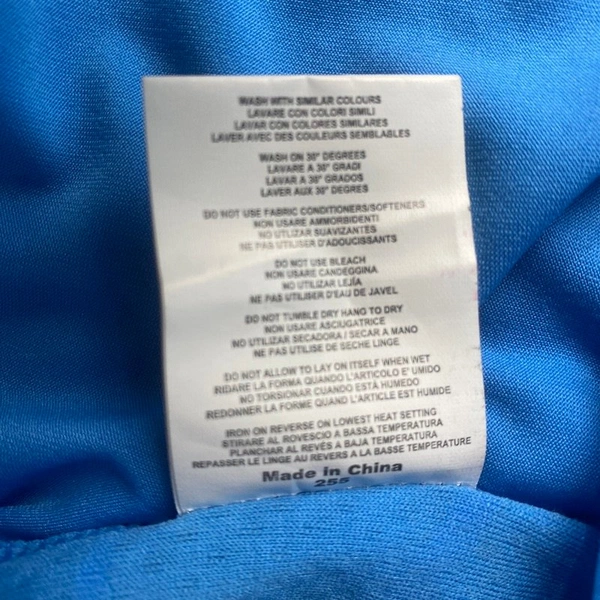 WASH WITH SIMILAR COLOURS
LAVARE CON COLORI SIMILI
LAVAR CON COLORES SIMILARES
LAVER AVEC DES COULEURS SEMBLABLES
WASH ON 30° DEGREES
LAVARE A 30° GRADI
LAVAR A 30° GRADOS
LAVER AUX 30° DEGRES
DO NOT USE FABRIC CONDITIONERS/SOFTENERS
NON USARE AMMORBIDENTI
NO UTLIZAR SUAVIZANTES
NE PAS UTILISER D'ADOUCISSANTS
DO NOT USE BLEACH
NON USARE CANDEGGINA
NO UTILIZAR LEJÍA
NE PAS UTILISER D'EAU DE JAVEL
DO NOT TUMBLE DRY HANG TO DRY
NON USARE ASCIUGATRICE
NO UTILIZAR SECADORA / SECAR A MANO
NE PAS UTILISE DE SECHE LINGE
DO NOT ALLOW TO LAY ON ITSELF WHEN WET
RIDARE LA FORMA QUANDO L'ARTICOLO E' UMIDO
NO TORSIONAR CUANDO ESTÁ HUMEDO
REDONNER LA FORME QUAND L'ARTICLE EST HUMIDE
IRON ON REVERSE ON LOWEST HEAT SETTING
STIRARE AL ROVESCIO A BASSA TEMPERATURA
PLANCHAR AL REVÉS A BAJA TEMPERATURA
REPASSER LE LINGE AU REVERS A LA BASSE TEMPERATURE
Made in China
255